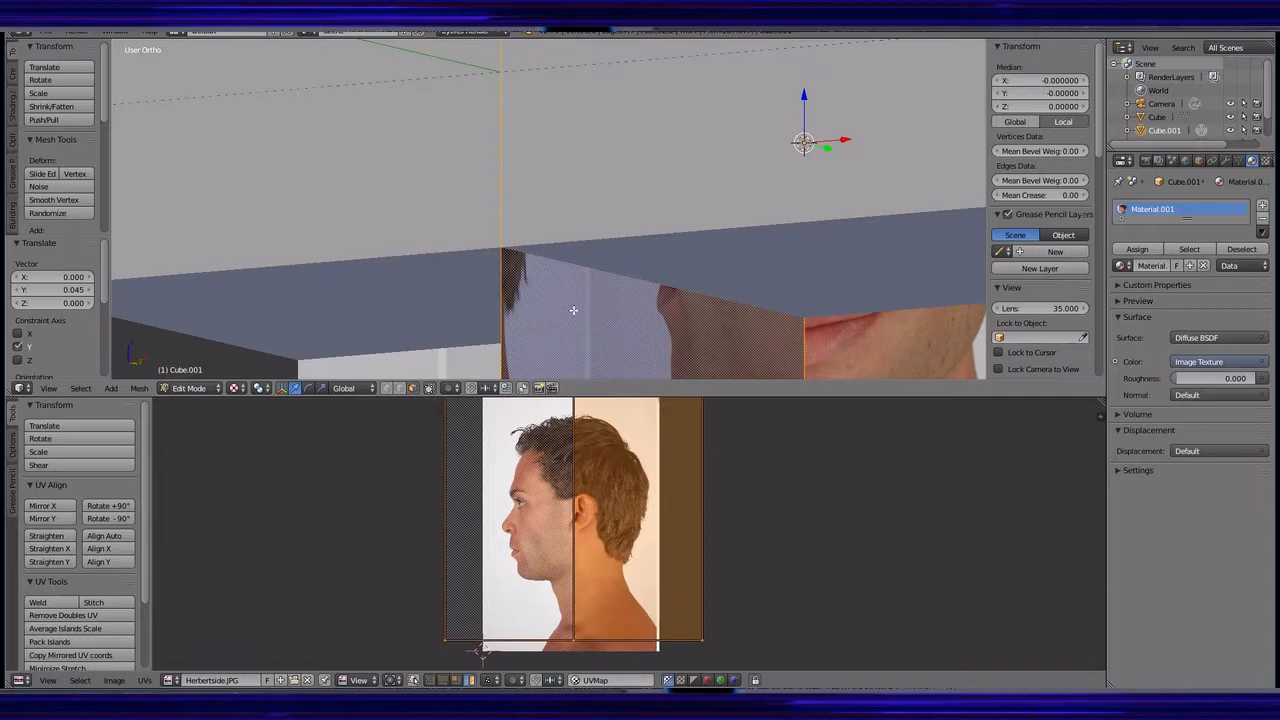 User Ortho
Transform
Translate
Rotate
Scale
Shrink/Fatten
Push/Pull
Mesh Tools
Deform:
Slide Ed Vertex
Noise
Smooth Vertex
Randomize
Add:
Translate
Vector
X: 0.000
Y: 0.045
Z: 0.000
Constraint Axis
X
Y
Z
(1) Cube.001
View Select Add Mesh Edit Mode Global
Transform
Median:
X: -0.000000
Y: -0.00000
Z: 0.00000
Global Local
Vertices Data:
Mean Bevel Weig:0.00
Edges Data:
Mean Bevel Weig:0.00
Mean Crease: 0.00
Grease Pencil Layers
Scene Object
New
New Layer
View
Lens: 35.000
Lock to Object:
Lock to Cursor
Lock Camera to View
View Search All Scenes
Scene
RenderLayers
World
Camera
Cube
Cube.001
Cube.001 Material.0...
Material.001
Assign Select Deselect
Material. F Data
Custom Properties
Preview
Surface
Surface: Diffuse BSDF
Color: Image Texture
Roughness: 0.000
Normal: Default
Volume
Displacement
Displacement: Default
Settings
Tools
Options
Grease Pencil
Transform
Translate
Rotate
Scale
Shear
UV Align
Mirror X Rotate +90°
Mirror Y Rotate -90°
Straighten Align Auto
Straighten X Align X
Straighten Y Align Y
UV Tools
Weld Stitch
Remove Doubles UV
Average Islands Scale
Pack Islands
Copy Mirrored UV coords
Minimize Stretch
View Select Image UVs Herbertside.JPG F View UVMap